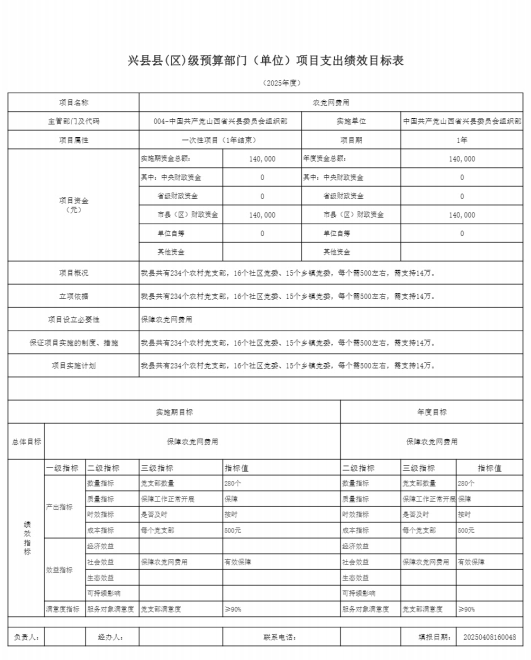 兴县县(区)级预算部门（单位）项目支出绩效目标表
（2025年度）
项目名称 农党网费用
主管部门及代码 004-中国共产党山西省兴县委员会组织部 实施单位 中国共产党山西省兴县委员会组织部
项目属性 一次性项目（1年结束） 项目期 1年
项目资金（元） 实施期资金总额: 140,000 年度资金总额: 140,000
其中: 中央财政资金 0 其中: 中央财政资金 0
省级财政资金 0 省级财政资金 0
市县（区）财政资金 140,000 市县（区）财政资金 140,000
单位自筹 0 单位自筹 0
其他资金 其他资金
项目概况 我县共有234个农村党支部，16个社区党委、15个乡镇党委，每个需500左右，需支持14万。
立项依据 我县共有234个农村党支部，16个社区党委、15个乡镇党委，每个需500左右，需支持14万。
项目设立必要性 保障农党网费用
保证项目实施的制度、措施 我县共有234个农村党支部，16个社区党委、15个乡镇党委，每个需500左右，需支持14万。
项目实施计划 我县共有234个农村党支部，16个社区党委、15个乡镇党委，每个需500左右，需支持14万。
实施期目标 年度目标
总体目标 保障农党网费用 保障农党网费用
绩效指标 一级指标 二级指标 三级指标 指标值 二级指标 三级指标 指标值
产出指标 数量指标 党支部数量 280个 数量指标 党支部数量 280个
质量指标 保障工作正常开展 保障 质量指标 保障工作正常开展 保障
时效指标 是否及时 按时 时效指标 是否及时 按时
成本指标 每个党支部 500元 成本指标 每个党支部 500元
效益指标 经济效益 经济效益
社会效益 保障农党网费用 有效保障 社会效益 保障农党网费用 有效保障
生态效益 生态效益
可持续影响 可持续影响
满意度指标 服务对象满意度 党支部满意度 ≥90% 服务对象满意度 党支部满意度 ≥90%
负责人: 经办人: 联系电话: 填报日期: 20250408160048